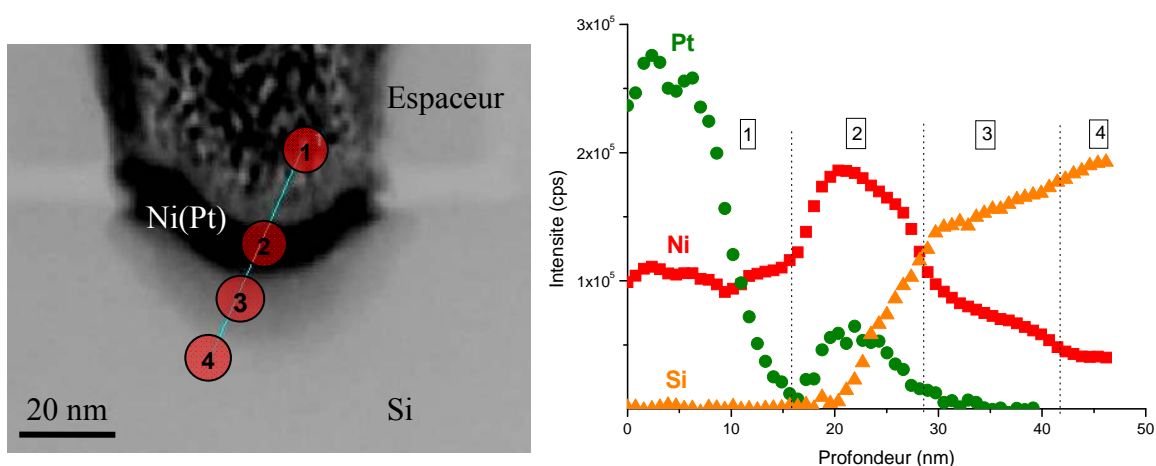 Espaceur
1
Ni(Pt)
2
3
4
20 nm
Si
3x10⁵
2x10⁵
1x10⁵
Intensite (cps)
Pt
Ni
Si
1
2
3
4
0
10
20
30
40
50
Profondeur (nm)